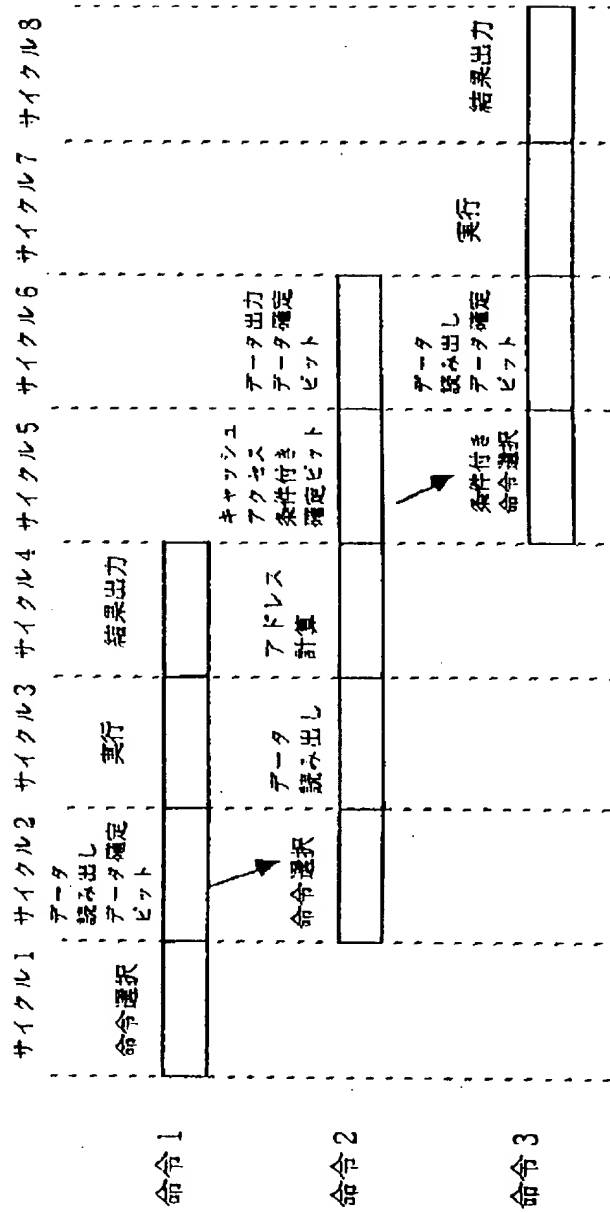 サイクル1 サイクル2 サイクル3 サイクル4 サイクル5 サイクル6 サイクル7 サイクル8
命令1
命令選択
データ
読み出し
データ確定
ビット
実行
結果出力
命令2
命令選択
データ
読み出し
アドレス
計算
キャッシュ
アクセス
条件付き
確定ビット
データ出力
データ確定
ビット
命令3
条件付き
命令選択
データ
読み出し
データ確定
ビット
実行
結果出力